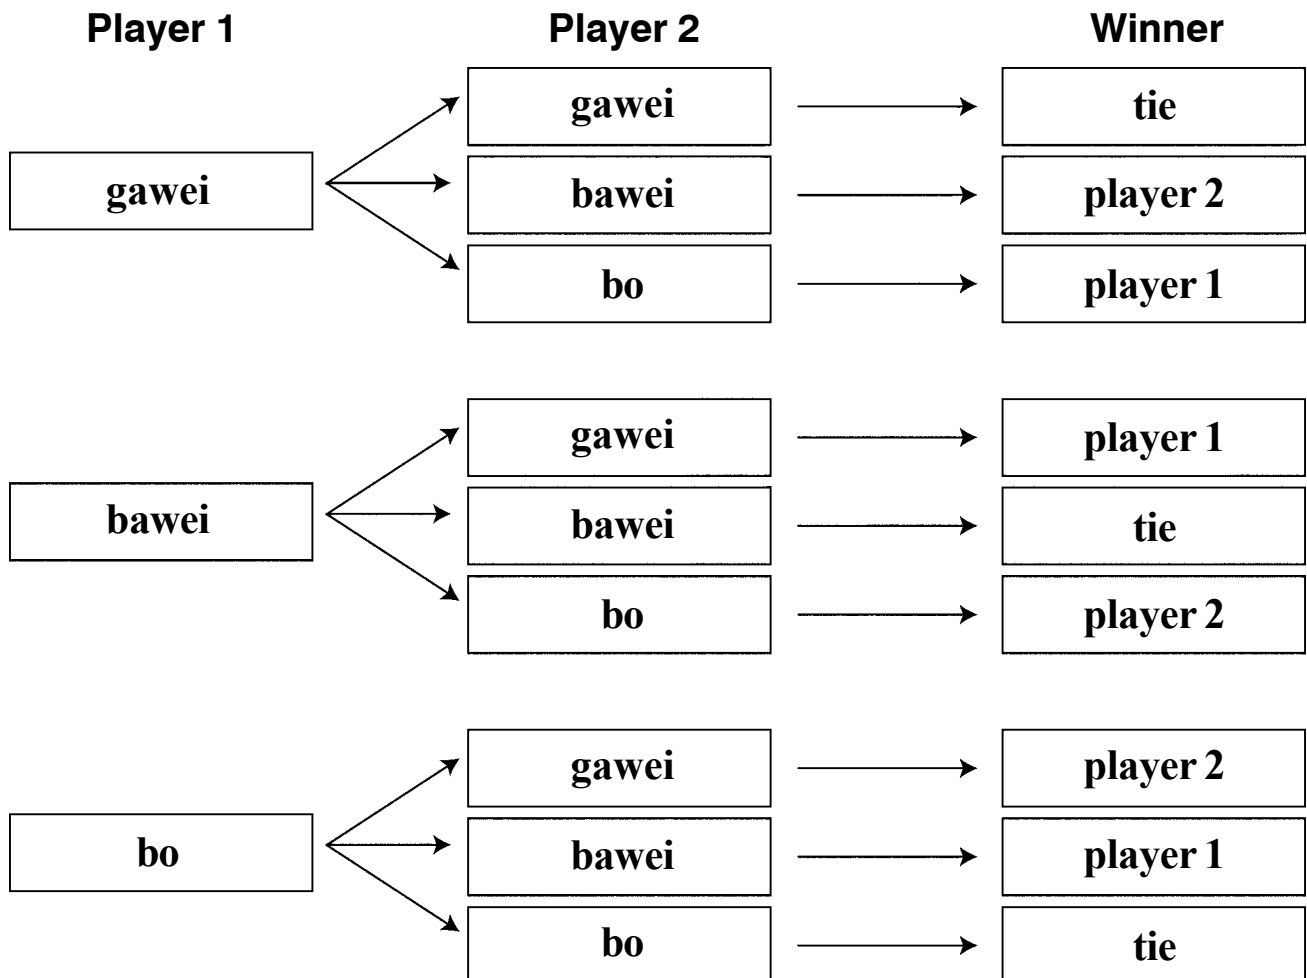 Player 1 Player 2 Winner
gawei tie
gawei
bawei player 2
bo player 1
gawei player 1
bawei
bawei tie
bo player 2
gawei player 2
bo
bawei player 1
bo tie